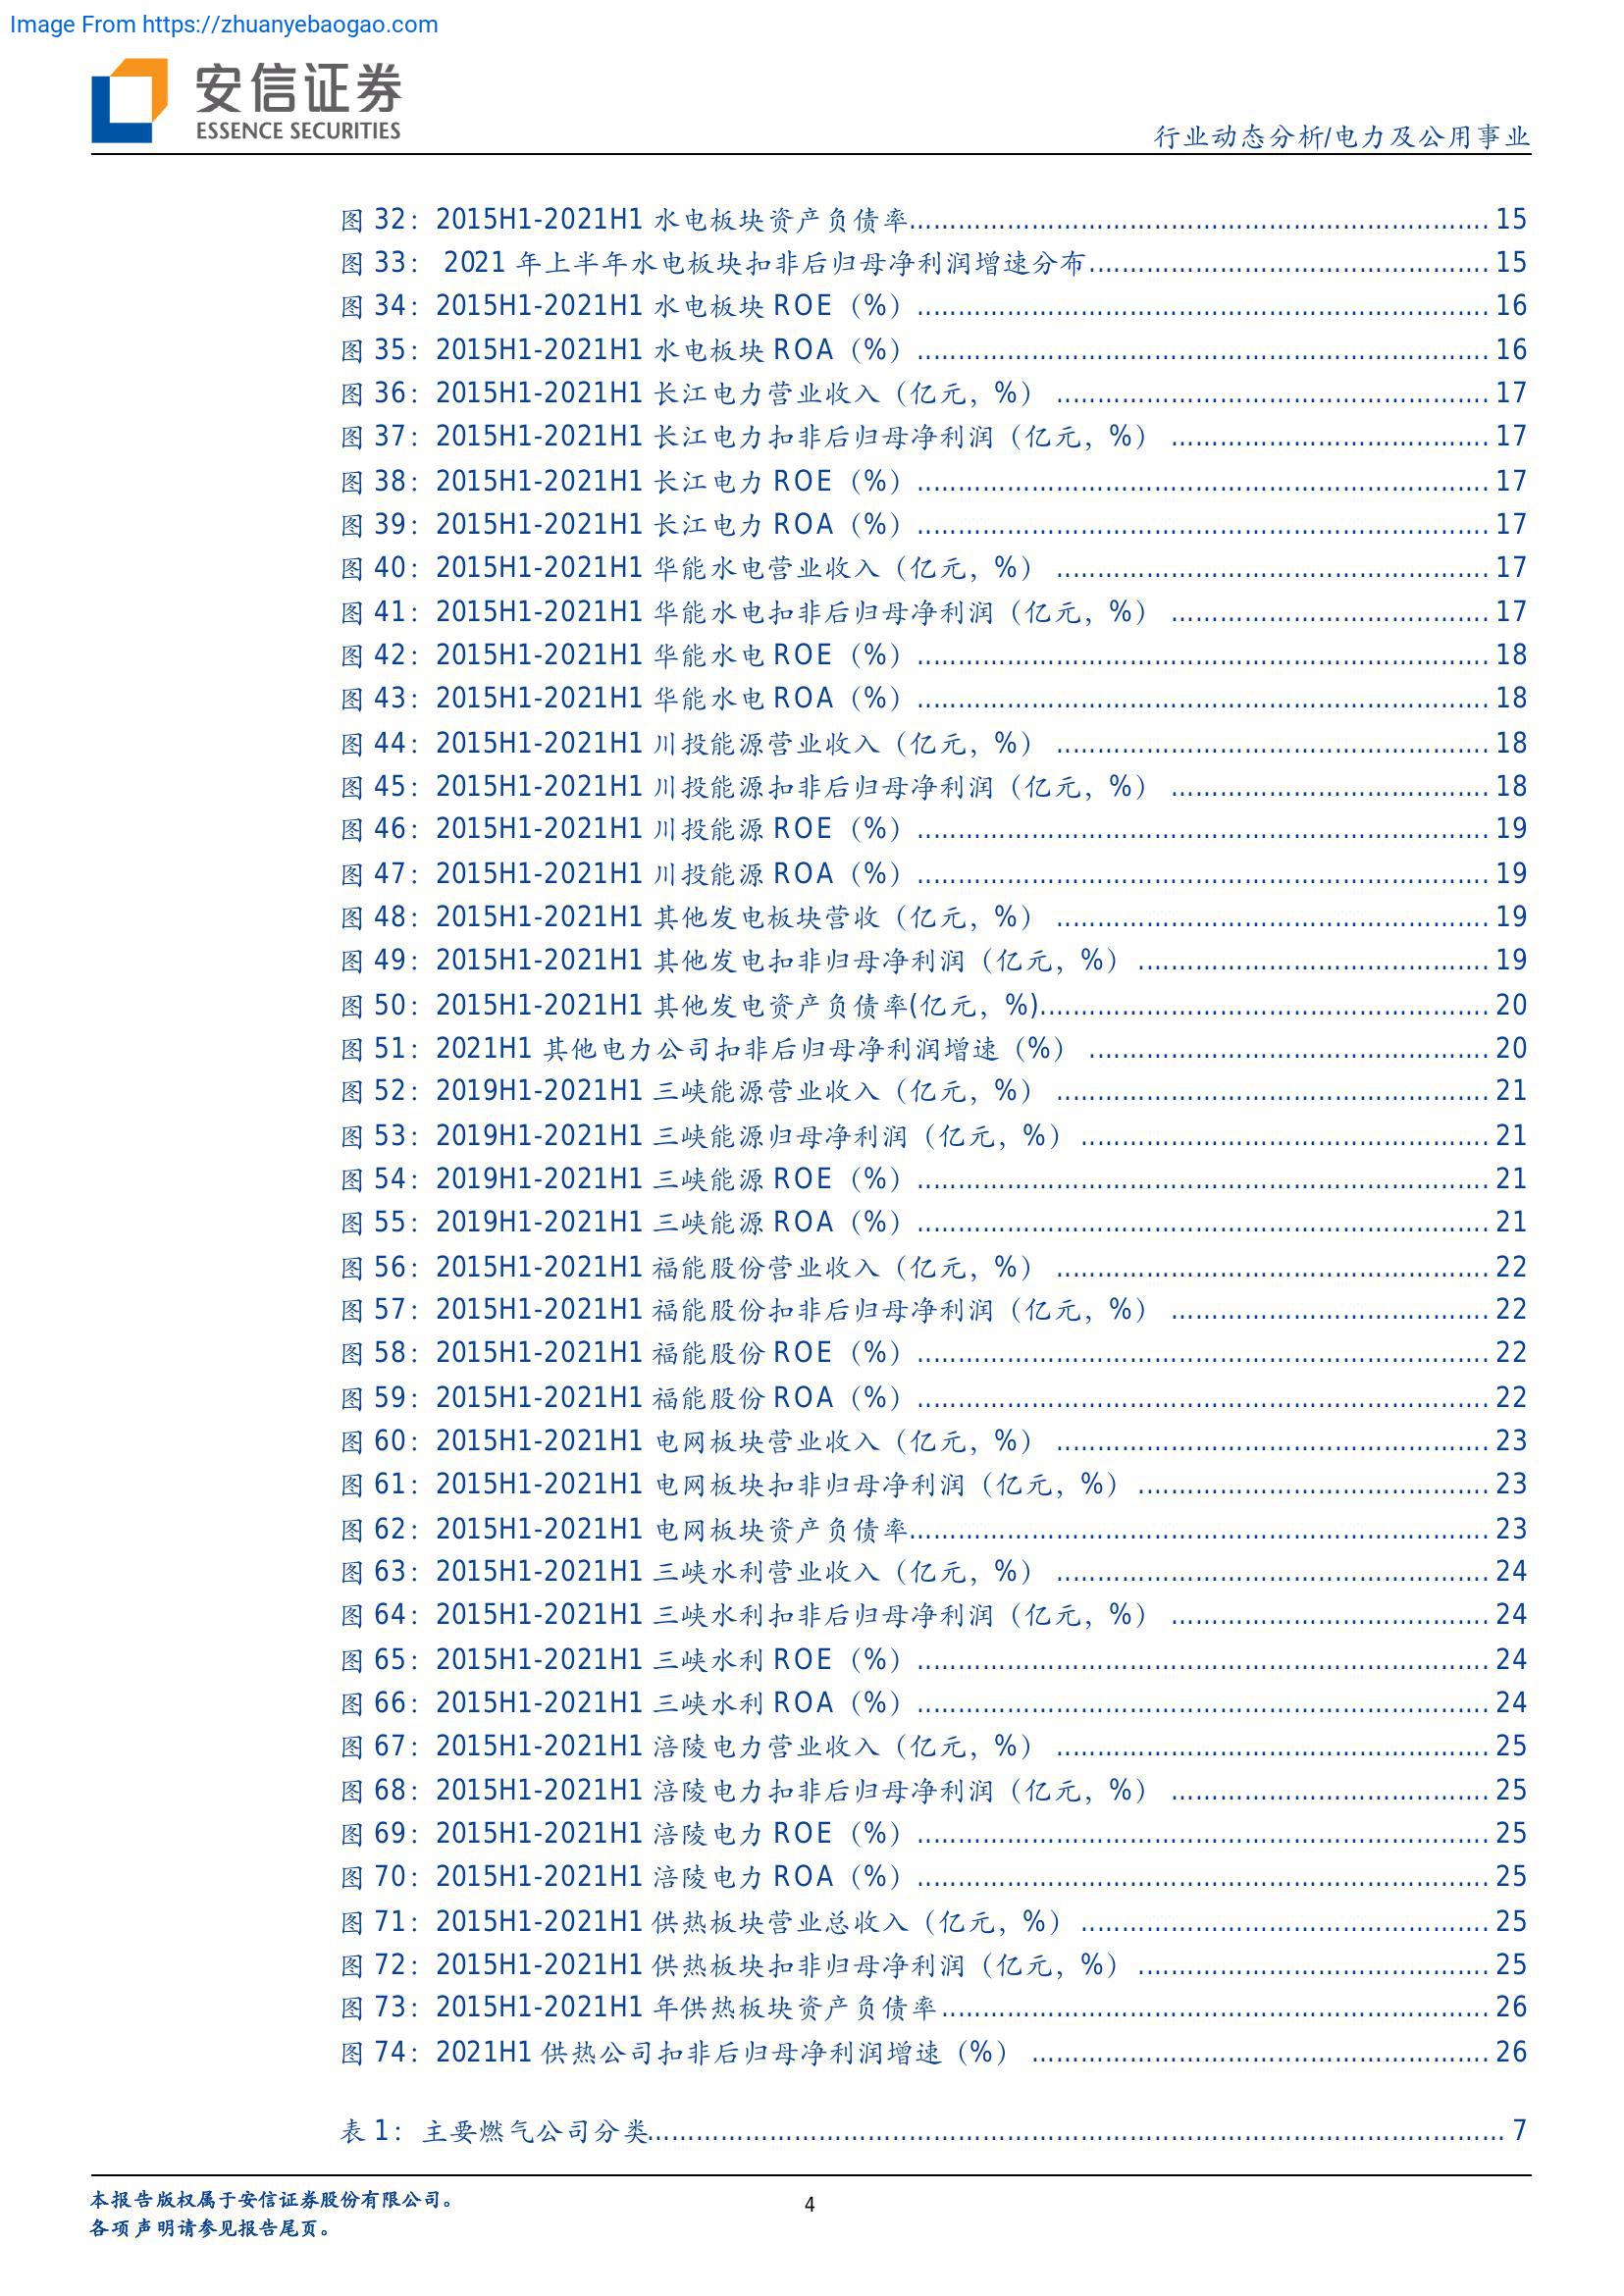 Image From https://zhuanyebaogao.com
安信证券
ESSENCE SECURITIES
行业动态分析/电力及公用事业
图 32：2015H1-2021H1 水电板块资产负债率 15
图 33： 2021 年上半年水电板块扣非后归母净利润增速分布 15
图 34：2015H1-2021H1 水电板块 ROE（%） 16
图 35：2015H1-2021H1 水电板块 ROA（%） 16
图 36：2015H1-2021H1 长江电力营业收入（亿元，%） 17
图 37：2015H1-2021H1 长江电力扣非后归母净利润（亿元，%） 17
图 38：2015H1-2021H1 长江电力 ROE（%） 17
图 39：2015H1-2021H1 长江电力 ROA（%） 17
图 40：2015H1-2021H1 华能水电营业收入（亿元，%） 17
图 41：2015H1-2021H1 华能水电扣非后归母净利润（亿元，%） 17
图 42：2015H1-2021H1 华能水电 ROE（%） 18
图 43：2015H1-2021H1 华能水电 ROA（%） 18
图 44：2015H1-2021H1 川投能源营业收入（亿元，%） 18
图 45：2015H1-2021H1 川投能源扣非后归母净利润（亿元，%） 18
图 46：2015H1-2021H1 川投能源 ROE（%） 19
图 47：2015H1-2021H1 川投能源 ROA（%） 19
图 48：2015H1-2021H1 其他发电板块营收（亿元，%） 19
图 49：2015H1-2021H1 其他发电扣非归母净利润（亿元，%） 19
图 50：2015H1-2021H1 其他发电资产负债率(亿元，%) 20
图 51：2021H1 其他电力公司扣非后归母净利润增速（%） 20
图 52：2019H1-2021H1 三峡能源营业收入（亿元，%） 21
图 53：2019H1-2021H1 三峡能源归母净利润（亿元，%） 21
图 54：2019H1-2021H1 三峡能源 ROE（%） 21
图 55：2019H1-2021H1 三峡能源 ROA（%） 21
图 56：2015H1-2021H1 福能股份营业收入（亿元，%） 22
图 57：2015H1-2021H1 福能股份扣非后归母净利润（亿元，%） 22
图 58：2015H1-2021H1 福能股份 ROE（%） 22
图 59：2015H1-2021H1 福能股份 ROA（%） 22
图 60：2015H1-2021H1 电网板块营业收入（亿元，%） 23
图 61：2015H1-2021H1 电网板块扣非归母净利润（亿元，%） 23
图 62：2015H1-2021H1 电网板块资产负债率 23
图 63：2015H1-2021H1 三峡水利营业收入（亿元，%） 24
图 64：2015H1-2021H1 三峡水利扣非后归母净利润（亿元，%） 24
图 65：2015H1-2021H1 三峡水利 ROE（%） 24
图 66：2015H1-2021H1 三峡水利 ROA（%） 24
图 67：2015H1-2021H1 涪陵电力营业收入（亿元，%） 25
图 68：2015H1-2021H1 涪陵电力扣非后归母净利润（亿元，%） 25
图 69：2015H1-2021H1 涪陵电力 ROE（%） 25
图 70：2015H1-2021H1 涪陵电力 ROA（%） 25
图 71：2015H1-2021H1 供热板块营业总收入（亿元，%） 25
图 72：2015H1-2021H1 供热板块扣非归母净利润（亿元，%） 25
图 73：2015H1-2021H1 年供热板块资产负债率 26
图 74：2021H1 供热公司扣非后归母净利润增速（%） 26
表 1：主要燃气公司分类 7
本报告版权属于安信证券股份有限公司。
4
各项声明请参见报告尾页。